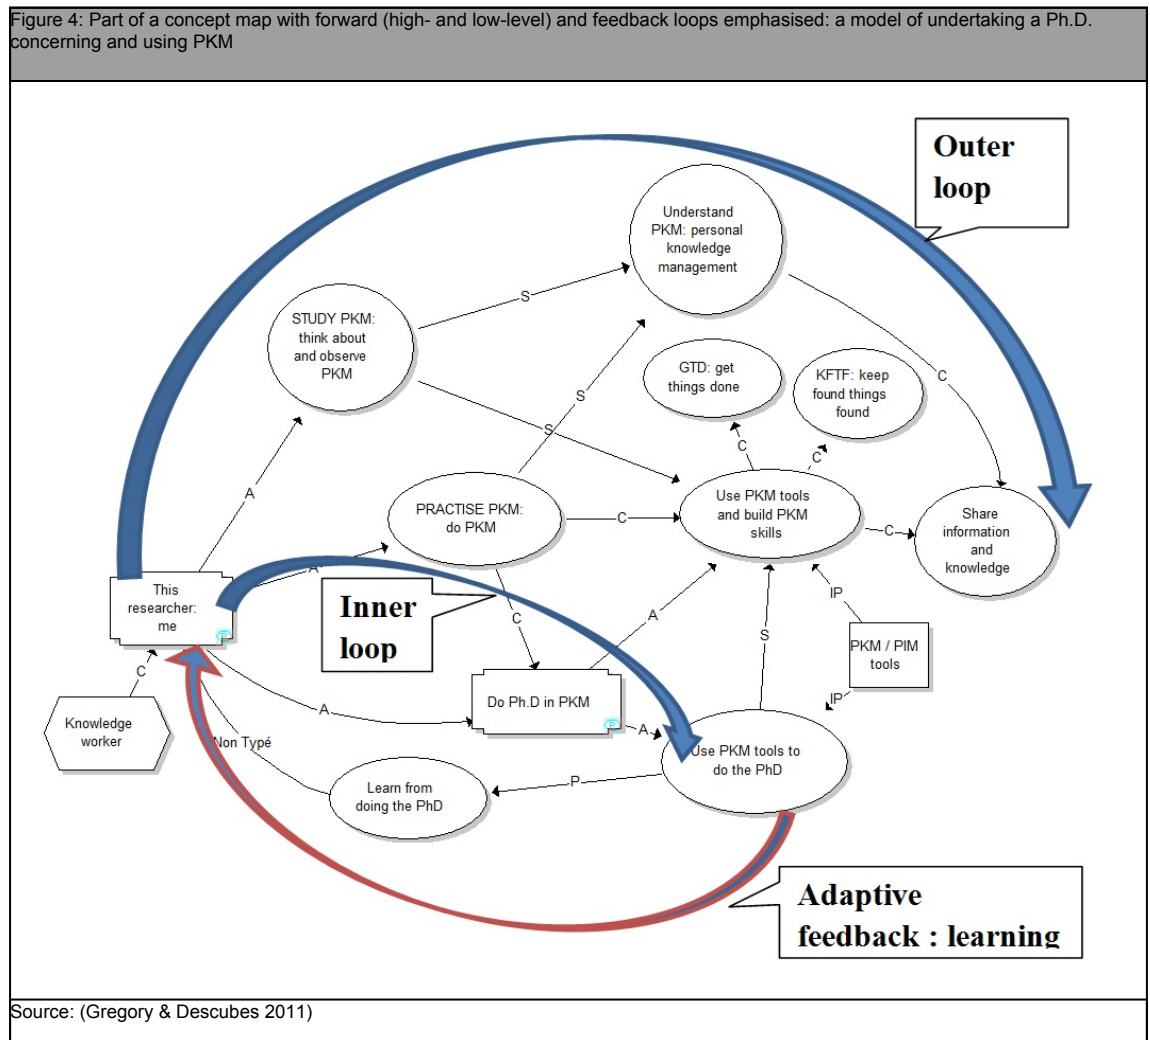 Figure 4: Part of a concept map with forward (high- and low-level) and feedback loops emphasised: a model of undertaking a Ph.D.
concerning and using PKM
Outer
loop
Understand
PKM: personal
knowledge
management
S
STUDY PKM:
think about
and observe
PKM
GTD: get
things done
KFTF: keep
found things
found
C
S
S
C
C
A
PRACTISE PKM:
do PKM
C
Use PKM tools
and build PKM
skills
C
Share
information
and
knowledge
A
This
researcher:
me
P
Inner
loop
C
A
S
IP
PKM / PIM
tools
IP
C
Knowledge
worker
A
Do Ph.D in PKM
P
A
Non Typé
Use PKM tools to
do the PhD
P
Learn from
doing the PhD
Adaptive
feedback : learning
Source: (Gregory & Descubes 2011)